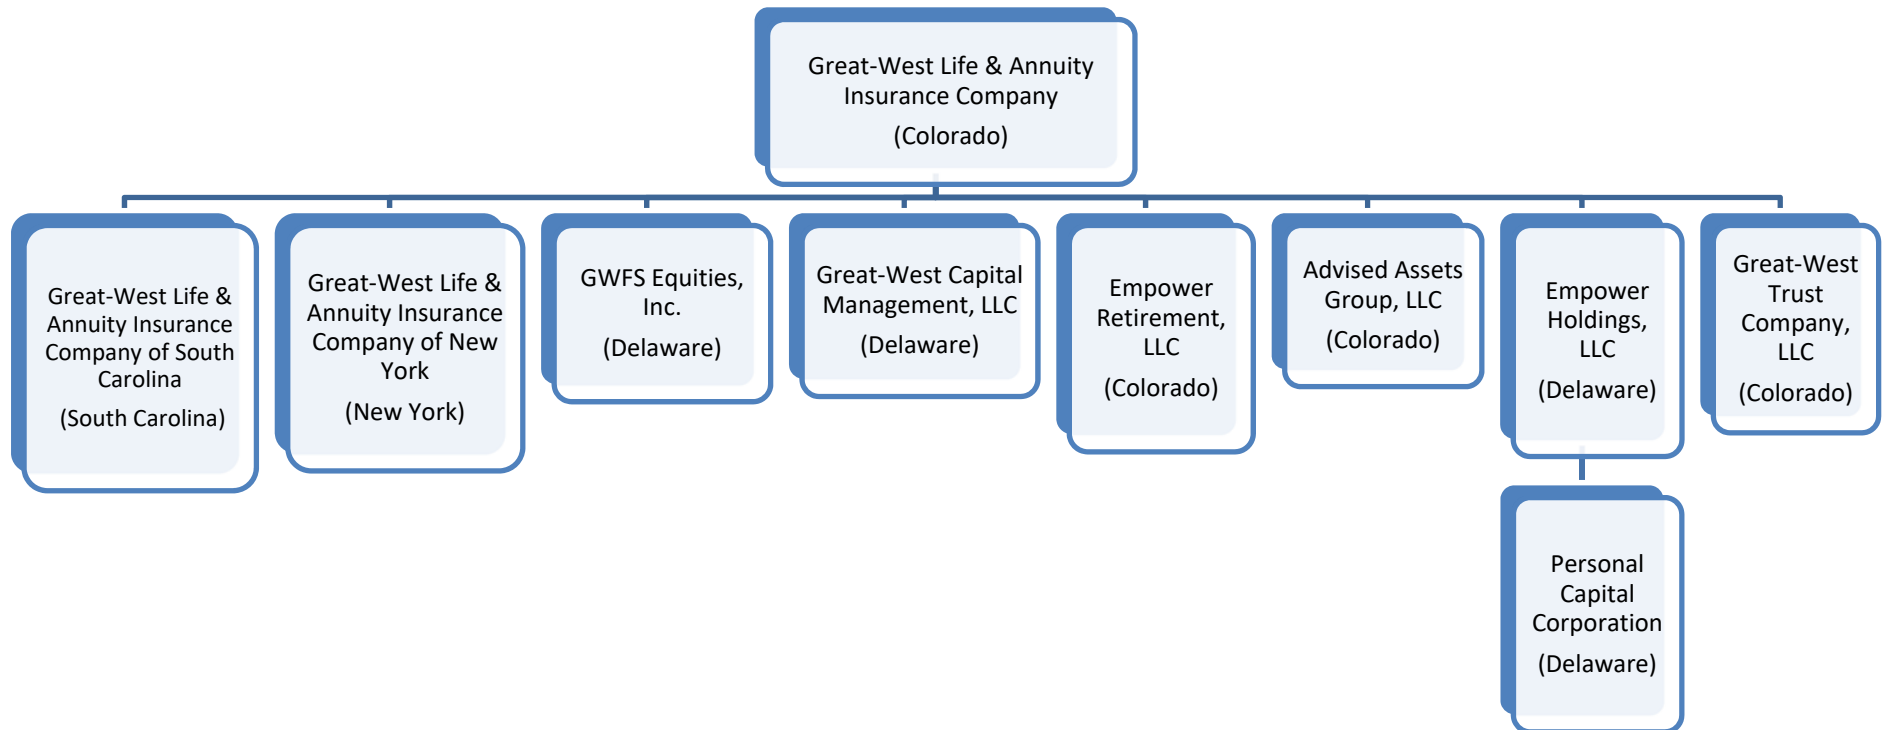 Great-West Life & Annuity
Insurance Company
(Colorado)
Great-West Life &
Annuity Insurance
Company of South
Carolina
(South Carolina)
Great-West Life &
Annuity Insurance
Company of New
York
(New York)
GWFS Equities,
Inc.
(Delaware)
Great-West Capital
Management, LLC
(Delaware)
Empower
Retirement,
LLC
(Colorado)
Advised Assets
Group, LLC
(Colorado)
Empower
Holdings,
LLC
(Delaware)
Great-West
Trust
Company,
LLC
(Colorado)
Personal
Capital
Corporation
(Delaware)